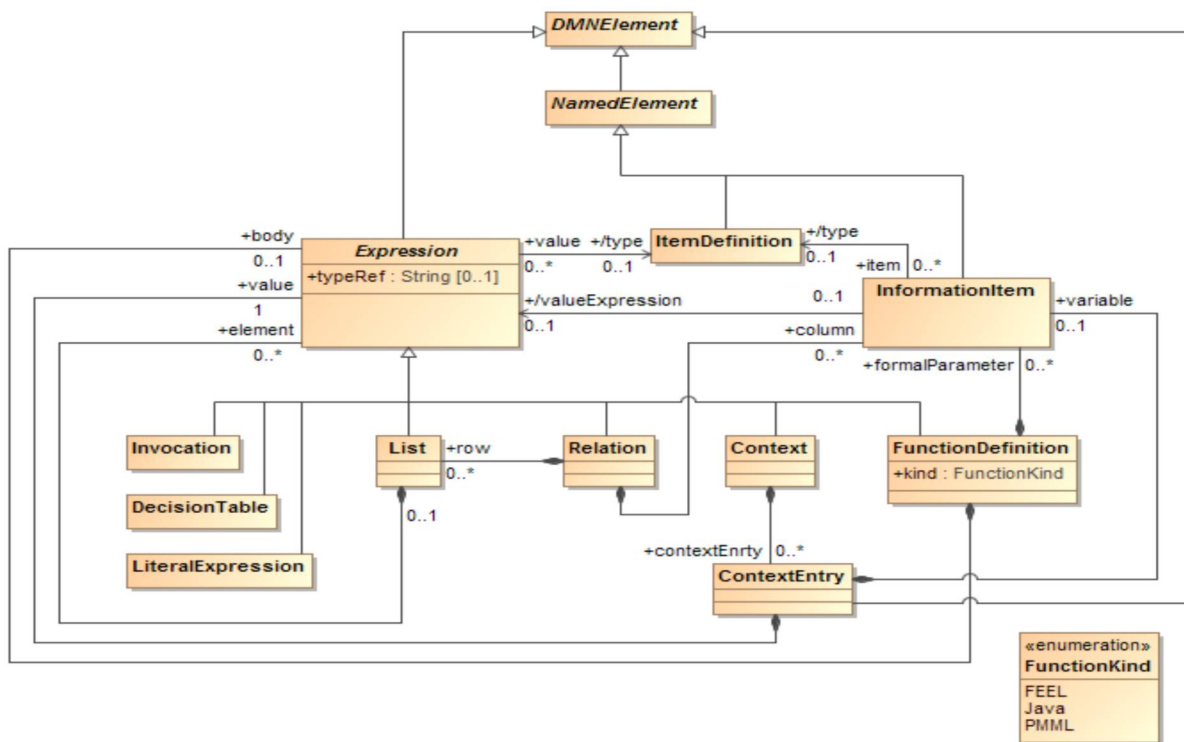 DMNElement
NamedElement
+body
0..1
+value
1
+element
0..*
Expression
+typeRef : String [0..1]
+value
0..*
+/type
0..1
ItemDefinition
+/type
0..1
+item
0..*
+/valueExpression
0..1
0..1
InformationItem
+variable
0..1
+column
0..*
+formalParameter
0..*
Invocation
DecisionTable
LiteralExpression
List
+row
0..*
0..1
Relation
Context
FunctionDefinition
+kind : FunctionKind
+contextEnrty
0..*
ContextEntry
«enumeration»
FunctionKind
FEEL
Java
PMML